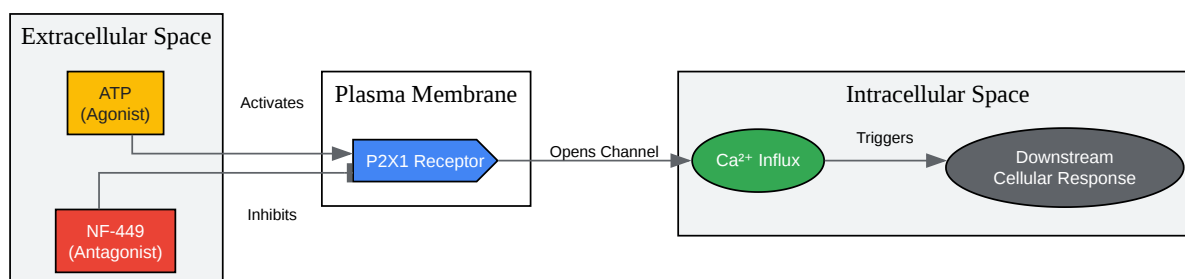 Extracellular Space
ATP
(Agonist)
NF-449
(Antagonist)
Activates
Inhibits
Plasma Membrane
P2X1 Receptor
Opens Channel
Intracellular Space
Ca²⁺ Influx
Triggers
Downstream
Cellular Response